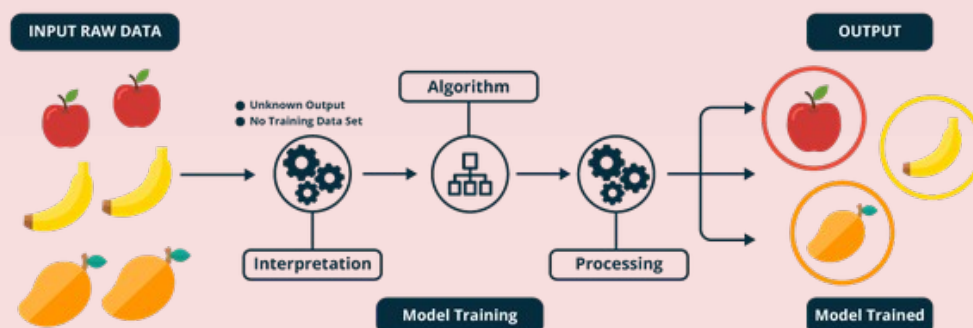 INPUT RAW DATA
OUTPUT
Algorithm
Unknown Output
No Training Data Set
Interpretation
Processing
Model Training
Model Trained